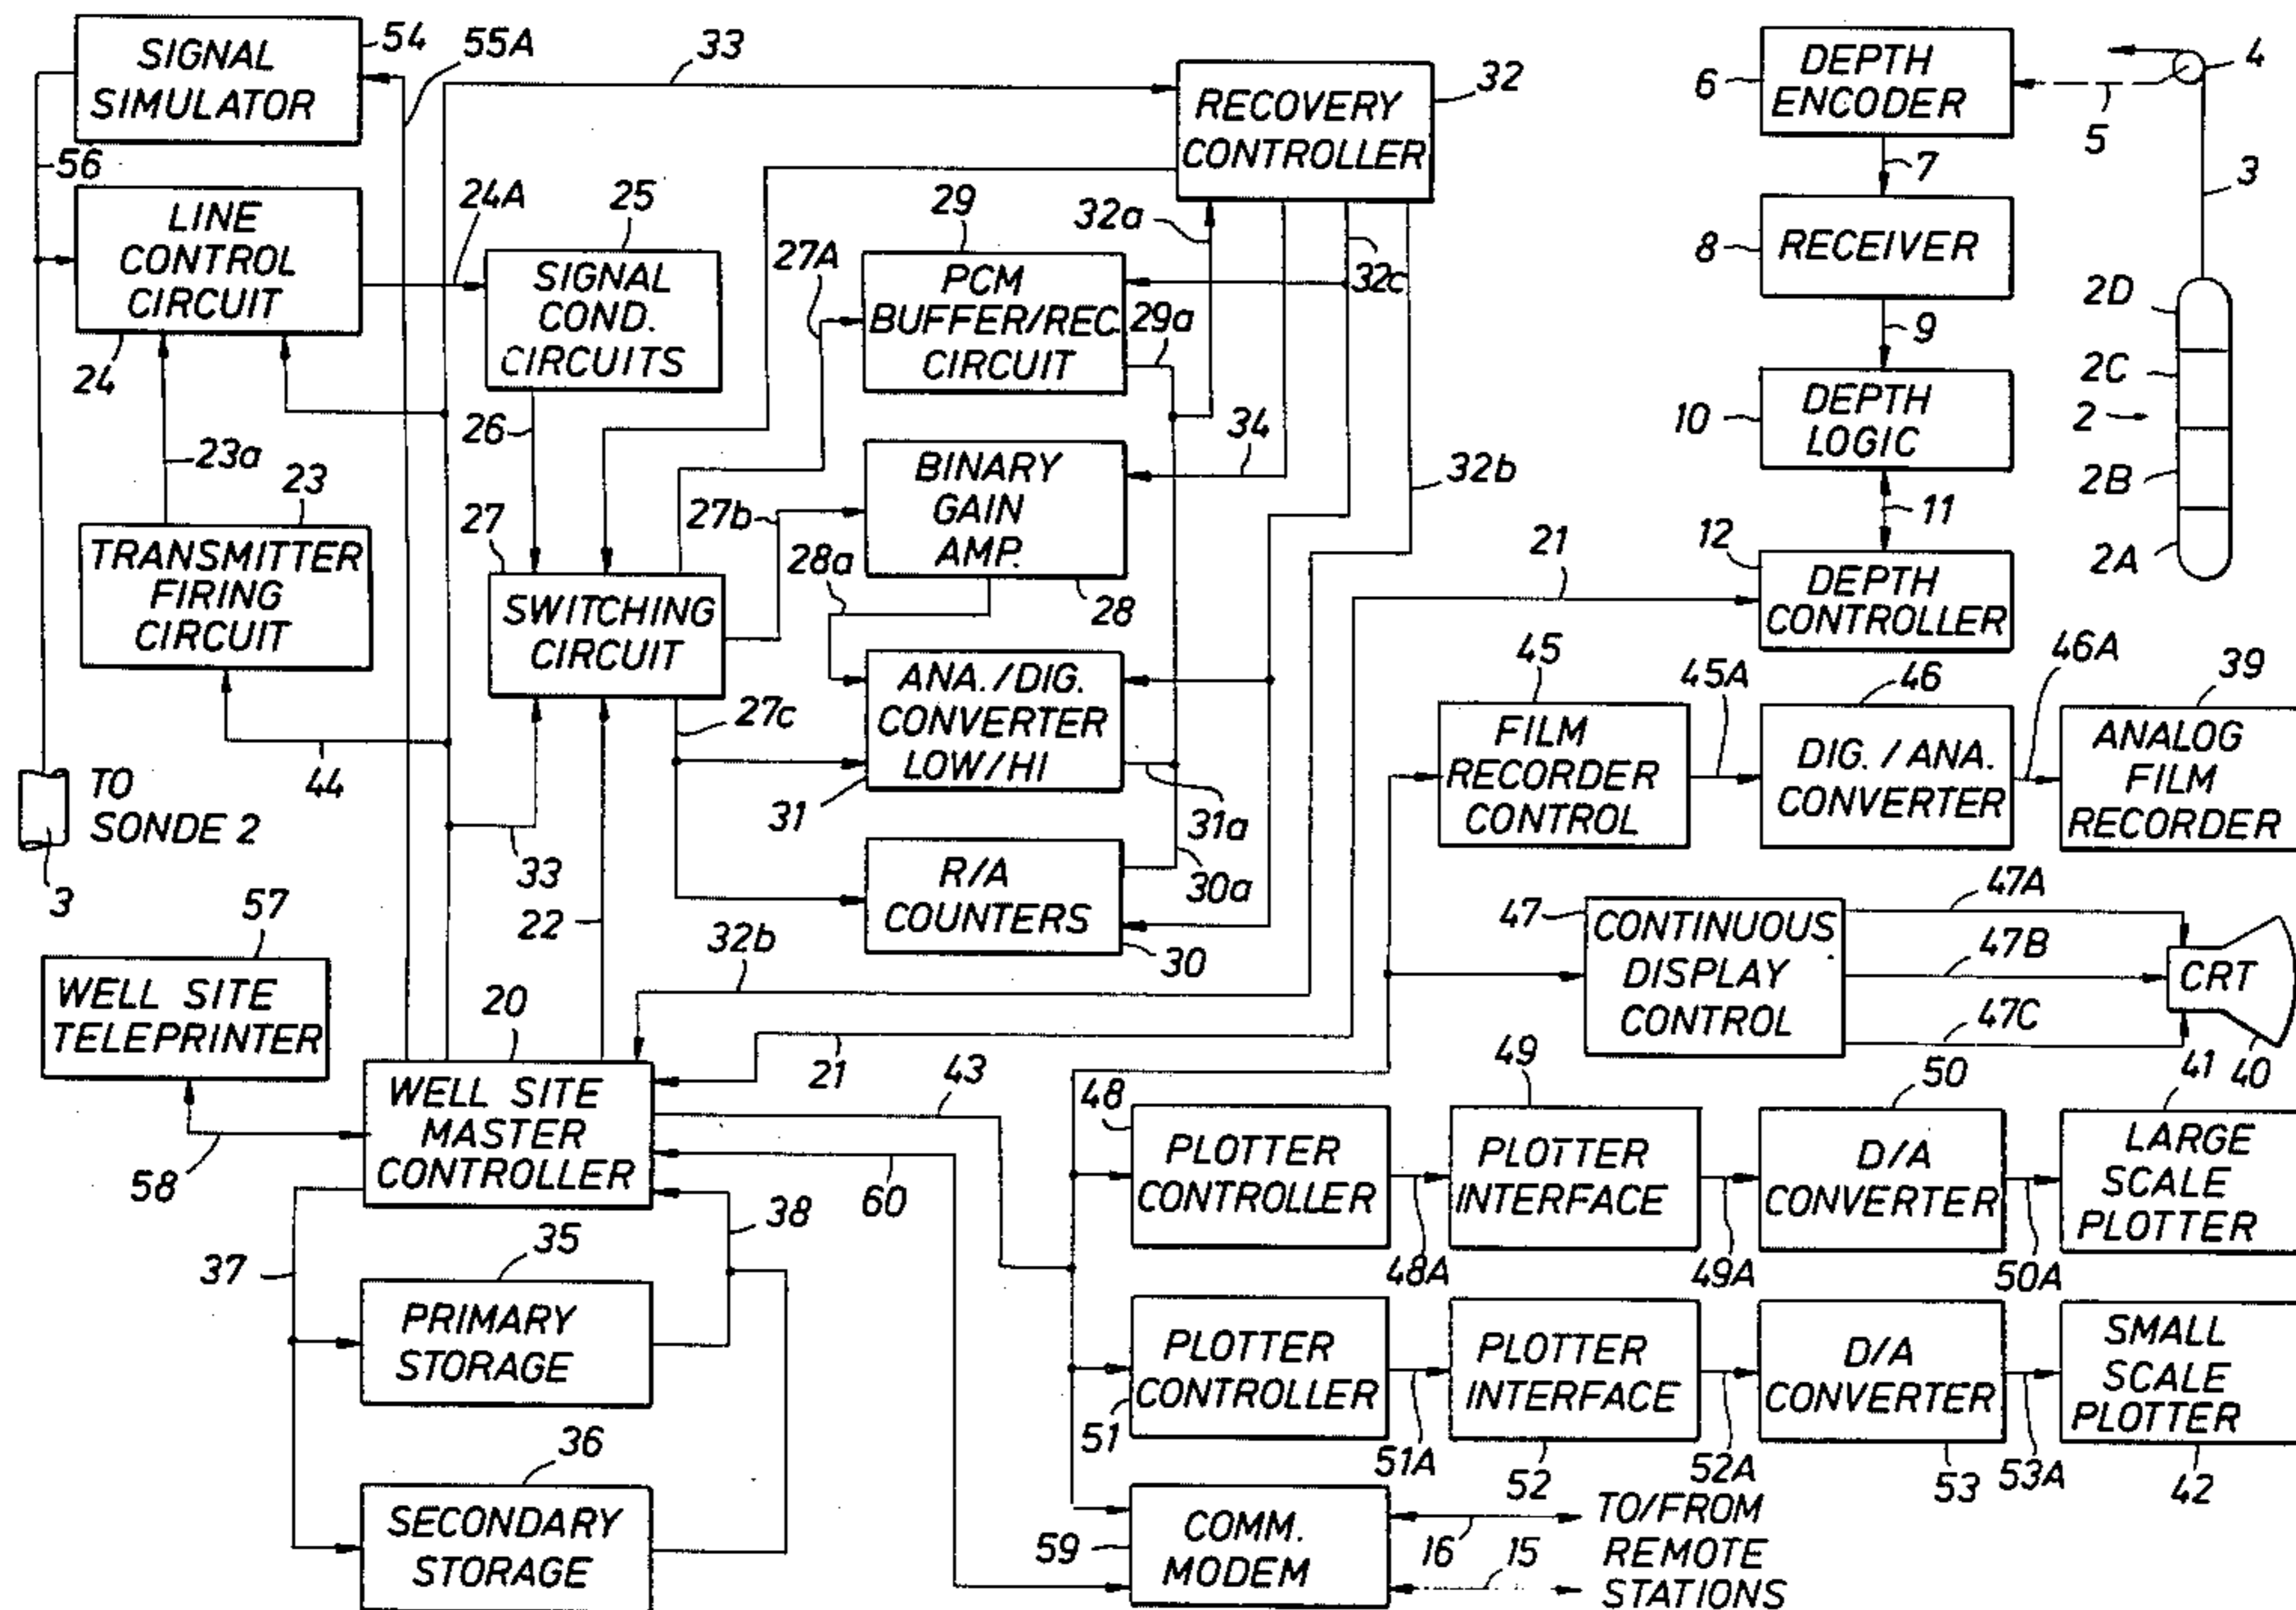 54
SIGNAL
SIMULATOR
55A
33
56
LINE
CONTROL
CIRCUIT
24
24A
25
SIGNAL
COND.
CIRCUITS
23a
23
TRANSMITTER
FIRING
CIRCUIT
44
26
27
SWITCHING
CIRCUIT
33
22
TO
SONDE 2
3
27A
27b
27c
29
PCM
BUFFER/REC.
CIRCUIT
29a
BINARY
GAIN
AMP.
28
28a
34
ANA./DIG.
CONVERTER
LOW/HI
31
31a
R/A
COUNTERS
30
30a
RECOVERY
CONTROLLER
32
32a
32c
32b
32b
DEPTH
ENCODER
6
4
5
3
7
RECEIVER
8
9
DEPTH
LOGIC
10
11
12
DEPTH
CONTROLLER
21
21
2D
2C
2
2B
2A
45
FILM
RECORDER
CONTROL
45A
46
DIG./ANA.
CONVERTER
46A
39
ANALOG
FILM
RECORDER
47
CONTINUOUS
DISPLAY
CONTROL
47A
47B
47C
CRT
40
57
WELL SITE
TELEPRINTER
58
20
WELL SITE
MASTER
CONTROLLER
43
60
37
38
35
PRIMARY
STORAGE
36
SECONDARY
STORAGE
48
PLOTTER
CONTROLLER
48A
49
PLOTTER
INTERFACE
49A
50
D/A
CONVERTER
50A
41
LARGE
SCALE
PLOTTER
51
PLOTTER
CONTROLLER
51A
52
PLOTTER
INTERFACE
52A
53
D/A
CONVERTER
53A
42
SMALL
SCALE
PLOTTER
59
COMM.
MODEM
16
15
TO/FROM
REMOTE
STATIONS